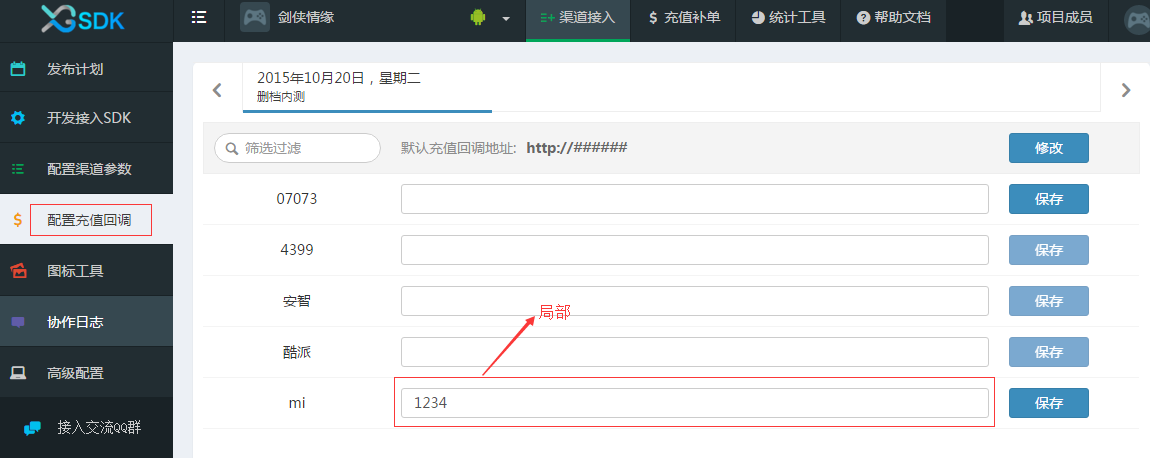 XGSDK
剑侠情缘
渠道接入
$ 充值补单
统计工具
帮助文档
项目成员
发布计划
开发接入SDK
配置渠道参数
$ 配置充值回调
图标工具
协作日志
高级配置
接入交流QQ群
2015年10月20日，星期二
删档内测
筛选过滤
默认充值回调地址: http://######
修改
07073
保存
4399
保存
安智
保存
局部
酷派
保存
mi
1234
保存